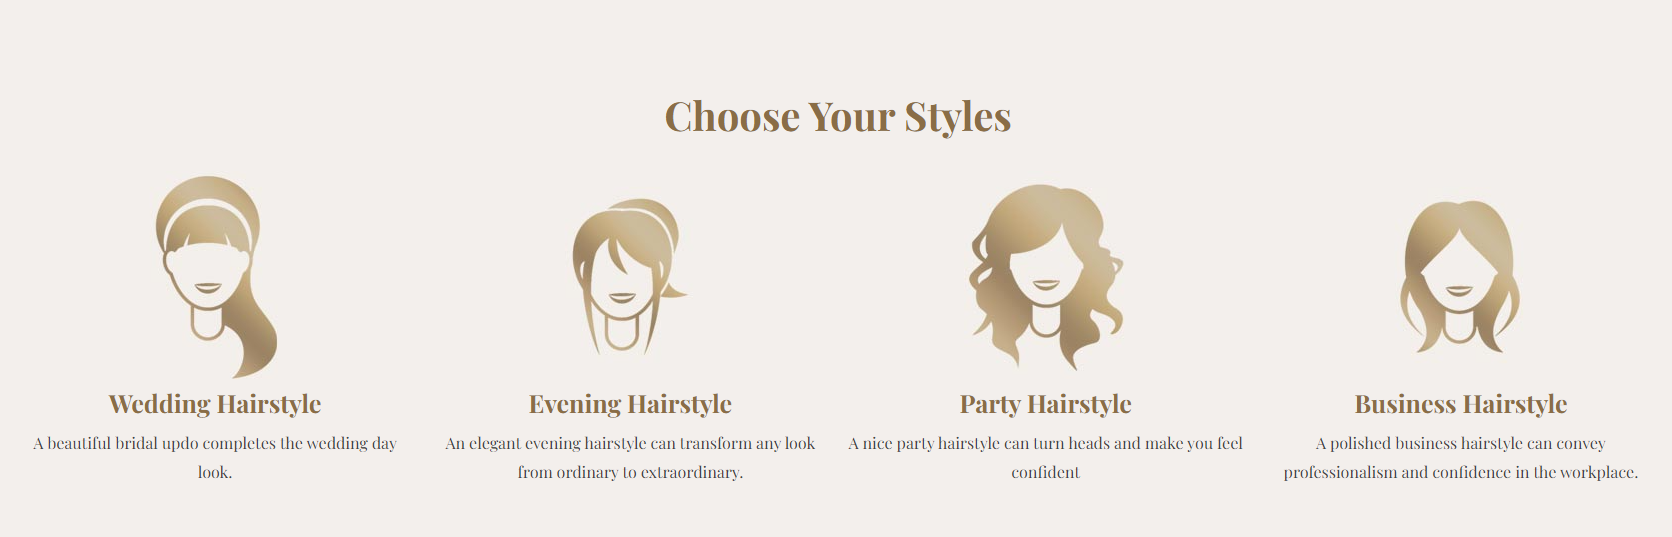 Choose Your Styles
Wedding Hairstyle
A beautiful bridal updo completes the wedding day
look.
Evening Hairstyle
An elegant evening hairstyle can transform any look
from ordinary to extraordinary.
Party Hairstyle
A nice party hairstyle can turn heads and make you feel
confident
Business Hairstyle
A polished business hairstyle can convey
professionalism and confidence in the workplace.